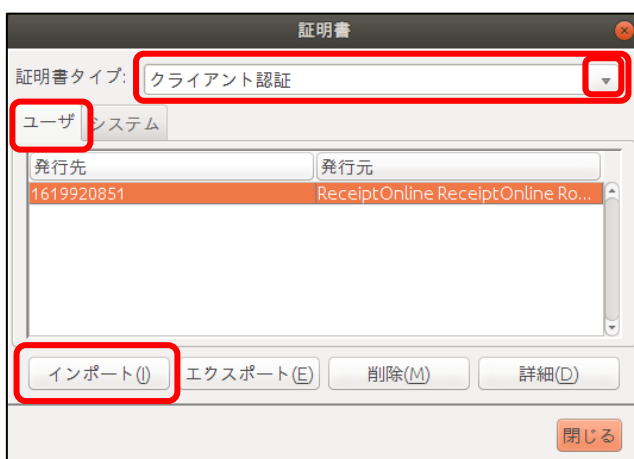 証明書
証明書タイプ: クライアント認証
ユーザ システム
発行先 発行元
1619920851 ReceiptOnline ReceiptOnline Ro...
インポート(I) エクスポート(E) 削除(M) 詳細(D)
閉じる